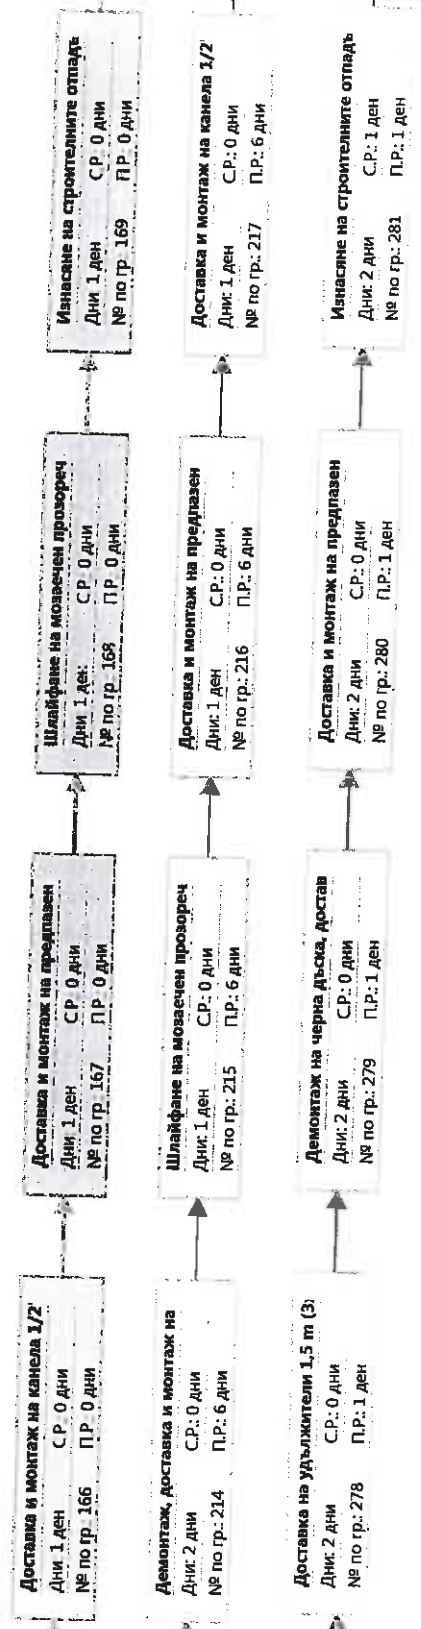 Доставка и монтаж на канела 1/2'
Дни: 1 ден С.Р.: 0 дни
№ по гр.: 166 П.Р.: 0 дни
Доставка и монтаж на предпазен
Дни: 1 ден С.Р.: 0 дни
№ по гр.: 167 П.Р.: 0 дни
Шлайфане на мозаечен прозореч
Дни: 1 ден С.Р.: 0 дни
№ по гр.: 168 П.Р.: 0 дни
Изнасяне на строителните отпадъ
Дни: 1 ден С.Р.: 0 дни
№ по гр.: 169 П.Р.: 0 дни
Демонтаж, доставка и монтаж на
Дни: 2 дни С.Р.: 0 дни
№ по гр.: 214 П.Р.: 6 дни
Шлайфане на мозаечен прозореч
Дни: 1 ден С.Р.: 0 дни
№ по гр.: 215 П.Р.: 6 дни
Доставка и монтаж на предпазен
Дни: 1 ден С.Р.: 0 дни
№ по гр.: 216 П.Р.: 6 дни
Доставка и монтаж на канела 1/2'
Дни: 1 ден С.Р.: 0 дни
№ по гр.: 217 П.Р.: 6 дни
Доставка на удължители 1,5 m (3)
Дни: 2 дни С.Р.: 0 дни
№ по гр.: 278 П.Р.: 1 ден
Демонтаж на черна дъска, достав
Дни: 2 дни С.Р.: 0 дни
№ по гр.: 279 П.Р.: 1 ден
Доставка и монтаж на предпазен
Дни: 2 дни С.Р.: 0 дни
№ по гр.: 280 П.Р.: 1 ден
Изнасяне на строителните отпадъ
Дни: 2 дни С.Р.: 1 ден
№ по гр.: 281 П.Р.: 1 ден